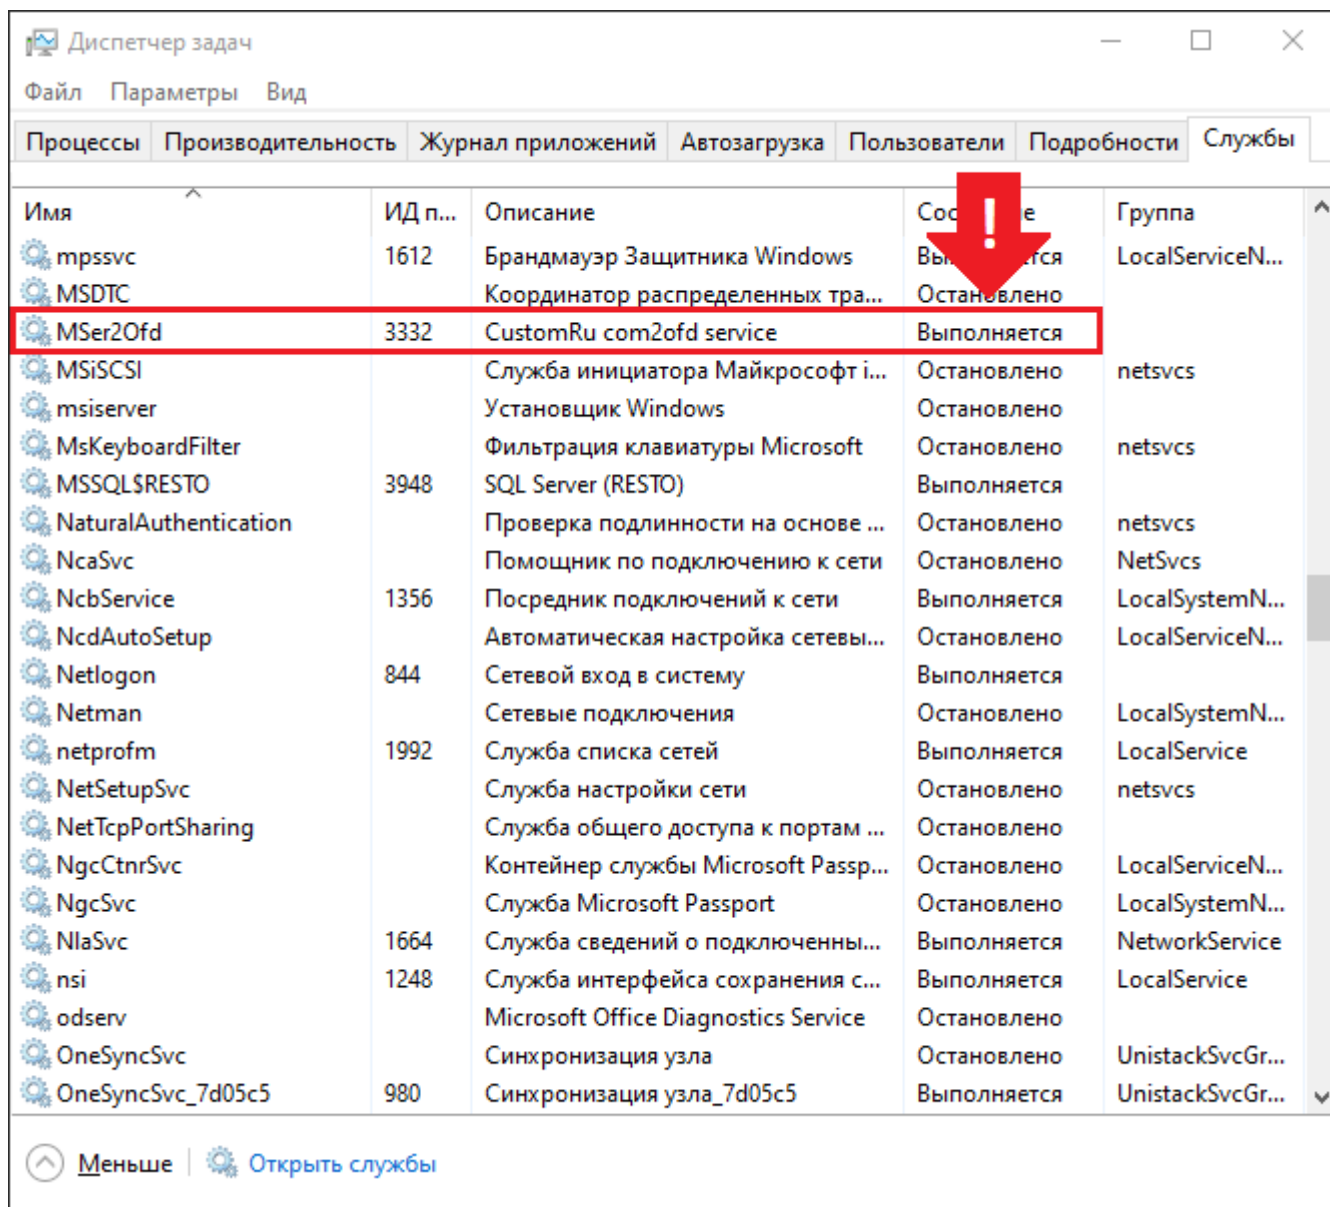 Диспетчер задач
Файл Параметры Вид
Процессы Производительность Журнал приложений Автозагрузка Пользователи Подробности Службы
Имя ИД п... Описание Группа
mpssvc 1612 Брандмауэр Защитника Windows LocalServiceN...
MSDTC Координатор распределенных тра... Остановлено
MSer2Ofd 3332 CustomRu com2ofd service Выполняется
MSiSCSI Служба инициатора Майкрософт i... Остановлено netsvcs
msiserver Установщик Windows Остановлено
MsKeyboardFilter Фильтрация клавиатуры Microsoft Остановлено netsvcs
MSSQL$RESTO 3948 SQL Server (RESTO) Выполняется
NaturalAuthentication Проверка подлинности на основе ... Остановлено netsvcs
NcaSvc Помощник по подключению к сети Остановлено NetSvcs
NcbService 1356 Посредник подключений к сети Выполняется LocalSystemN...
NcdAutoSetup Автоматическая настройка сетевы... Остановлено LocalServiceN...
Netlogon 844 Сетевой вход в систему Выполняется
Netman Сетевые подключения Остановлено LocalSystemN...
netprofm 1992 Служба списка сетей Выполняется LocalService
NetSetupSvc Служба настройки сети Остановлено netsvcs
NetTcpPortSharing Служба общего доступа к портам ... Остановлено
NgcCtnrSvc Контейнер службы Microsoft Passp... Остановлено LocalServiceN...
NgcSvc Служба Microsoft Passport Остановлено LocalSystemN...
NlaSvc 1664 Служба сведений о подключенны... Выполняется NetworkService
nsi 1248 Служба интерфейса сохранения с... Выполняется LocalService
odserv Microsoft Office Diagnostics Service Остановлено
OneSyncSvc Синхронизация узла Остановлено UnistackSvcGr...
OneSyncSvc_7d05c5 980 Синхронизация узла_7d05c5 Выполняется UnistackSvcGr...
Меньше Открыть службы